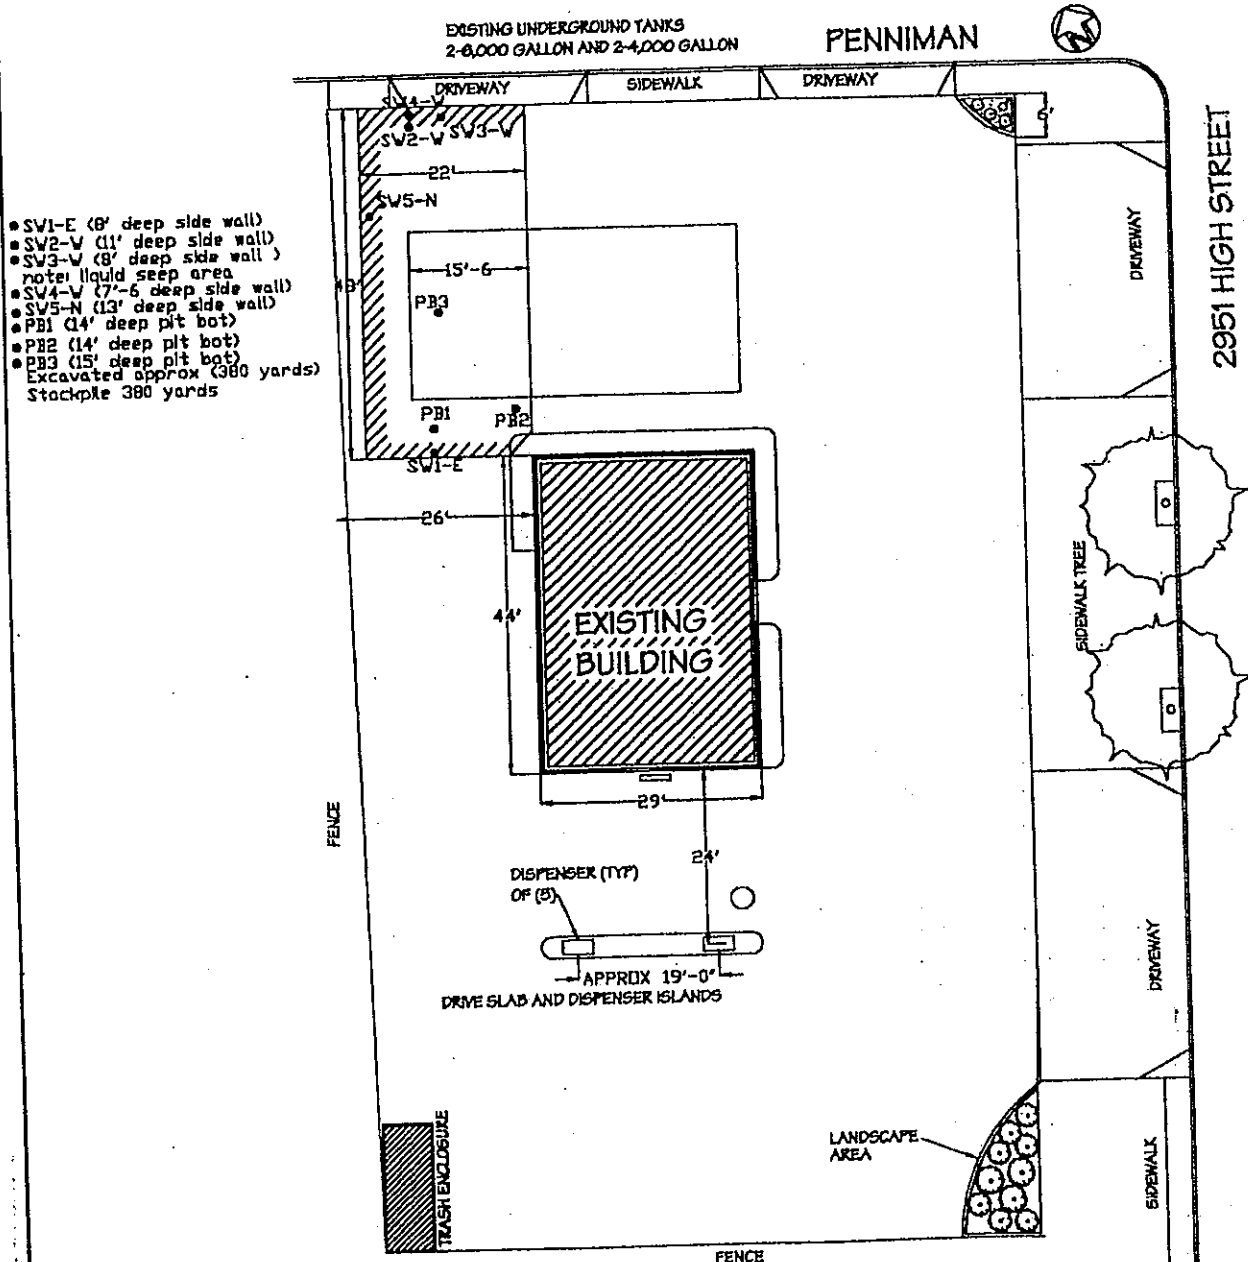 EXISTING UNDERGROUND TANKS
2-6,000 GALLON AND 2-4,000 GALLON
PENNIMAN
DRIVEWAY
SIDEWALK
DRIVEWAY
SW4-W
SW2-W
SW3-W
6'
22'
SW5-N
2951 HIGH STREET
SW1-E (8' deep side wall)
SW2-W (11' deep side wall)
SW3-W (8' deep side wall )
note: liquid seep area
SW4-W (7'-6 deep side wall)
SW5-N (13' deep side wall)
PB1 (14' deep pit bot)
PB2 (14' deep pit bot)
PB3 (15' deep pit bot)
Excavated approx (380 yards)
Stockpile 380 yards
DRIVEWAY
15'-6
PB3
PB1
PB2
SW1-E
26'
44'
EXISTING
BUILDING
SIDEWALK TREE
29'
24'
FENCE
DISPENSER (TYP)
OF (5)
APPROX 19'-0"
DRIVE SLAB AND DISPENSER ISLANDS
DRIVEWAY
TRASH ENCLOSURE
LANDSCAPE
AREA
SIDEWALK
FENCE